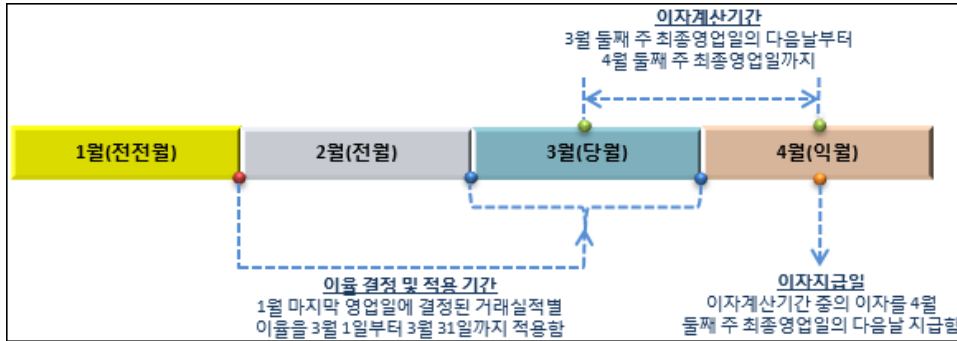 이자계산기간
3월 둘째 주 최종영업일의 다음날부터
4월 둘째 주 최종영업일까지
1월(전전월)
2월(전월)
3월(당월)
4월(익월)
이율 결정 및 적용 기간
1월 마지막 영업일에 결정된 거래실적별
이율을 3월 1일부터 3월 31일까지 적용함
이자지급일
이자계산기간 중의 이자를 4월
둘째 주 최종영업일의 다음날 지급함